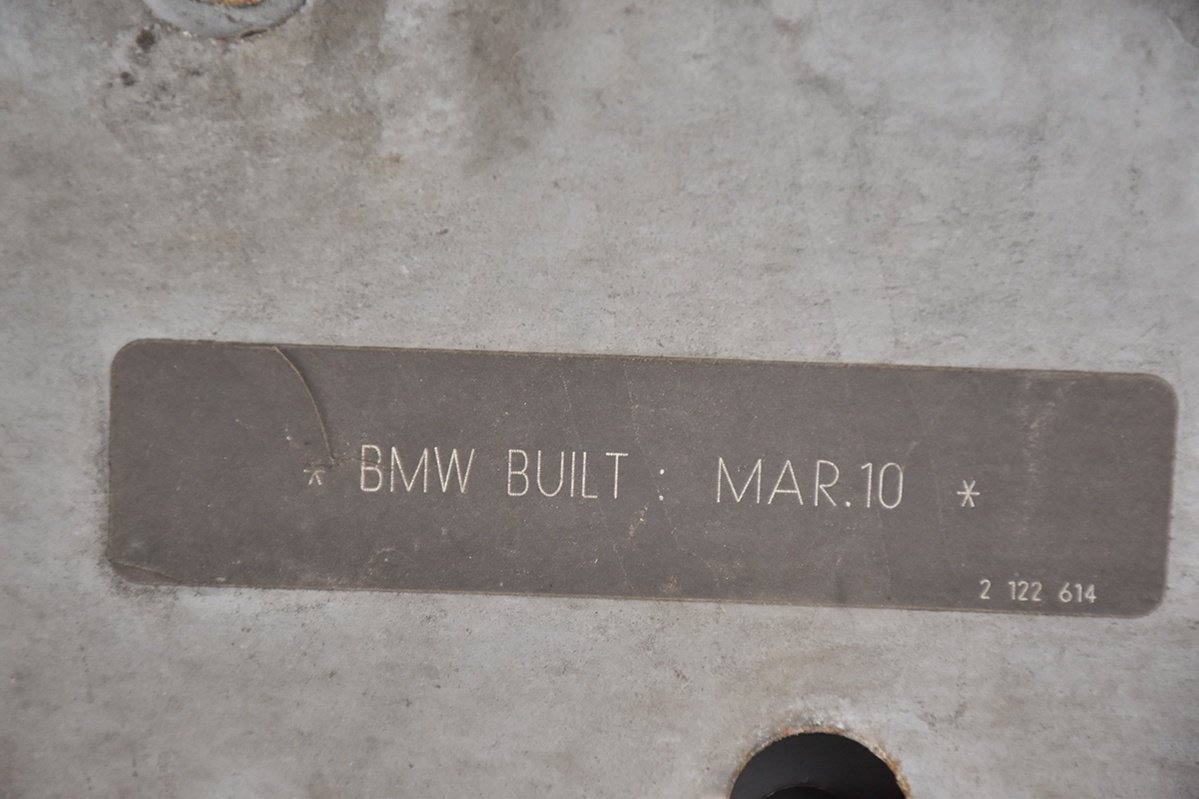 * BMW BUILT : MAR.10 *
2 122 614